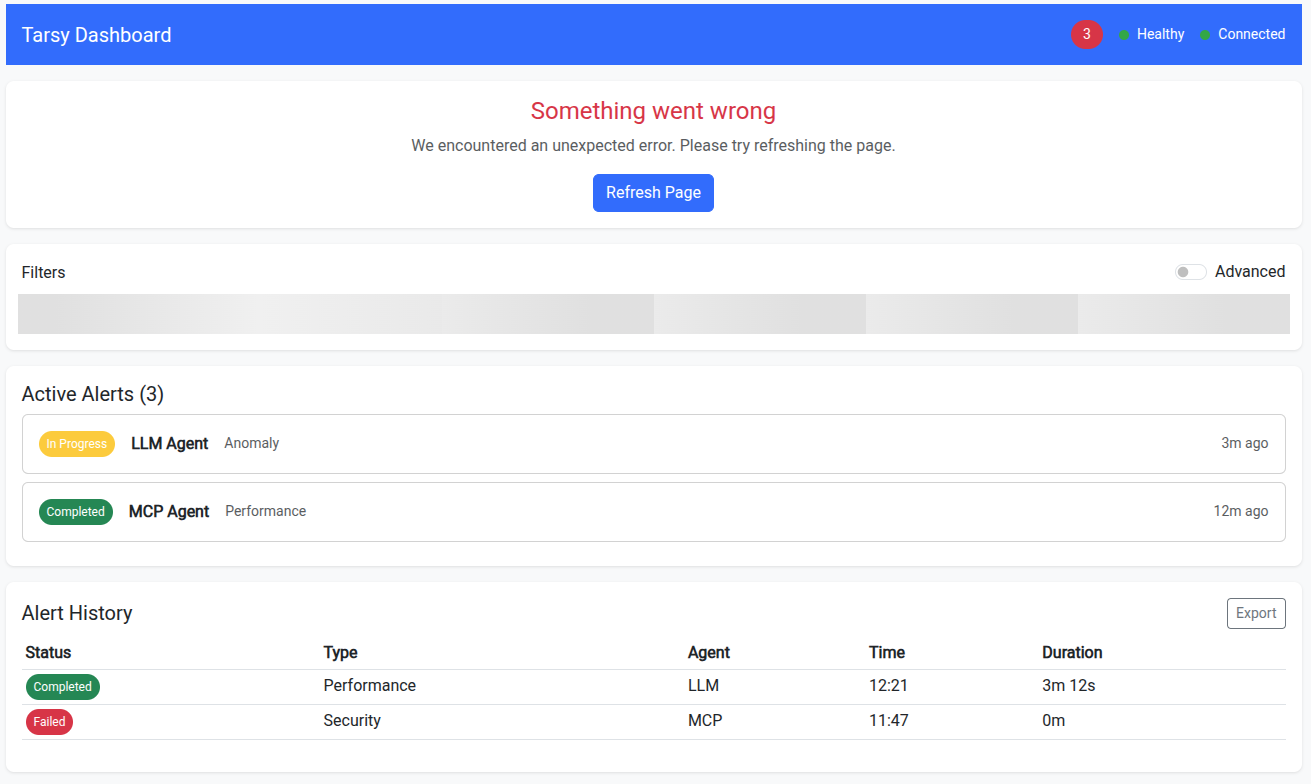 Tarsy Dashboard 3 Healthy Connected
Something went wrong
We encountered an unexpected error. Please try refreshing the page.
Refresh Page
Filters Advanced
Active Alerts (3)
In Progress LLM Agent Anomaly 3m ago
Completed MCP Agent Performance 12m ago
Alert History Export
Status Type Agent Time Duration
Completed Performance LLM 12:21 3m 12s
Failed Security MCP 11:47 0m